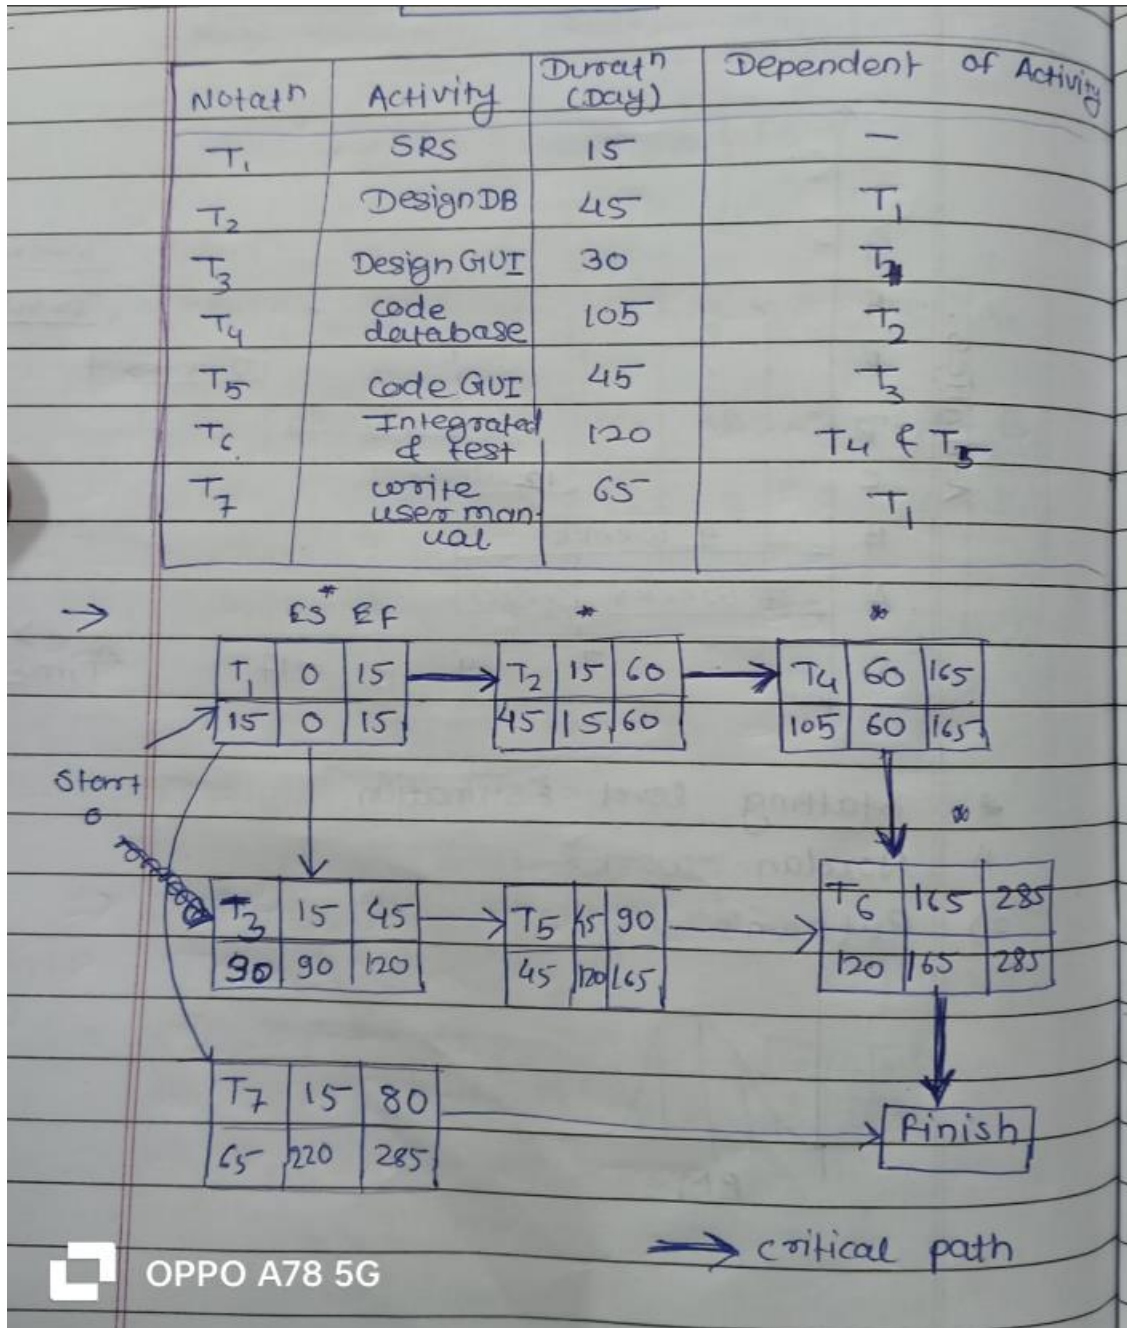 Notatn Activity Duratn (Day) Dependent of Activity
T1 SRS 15 —
T2 Design DB 45 T1
T3 Design GUI 30
T4 code database 105 T2
T5 code GUI 45 T3
T6 Integrated & test 120 T4 & T5
T7 write user manual 65 T1
→ ES* EF * *
T1 0 15 T2 15 60 T4 60 165
15 0 15 45 15 60 105 60 165
Start
0 *
T3 15 45 T5 45 90 T6 165 285
90 90 120 45 120 165 120 165 285
T7 15 80 Finish
65 220 285
→ critical path
OPPO A78 5G